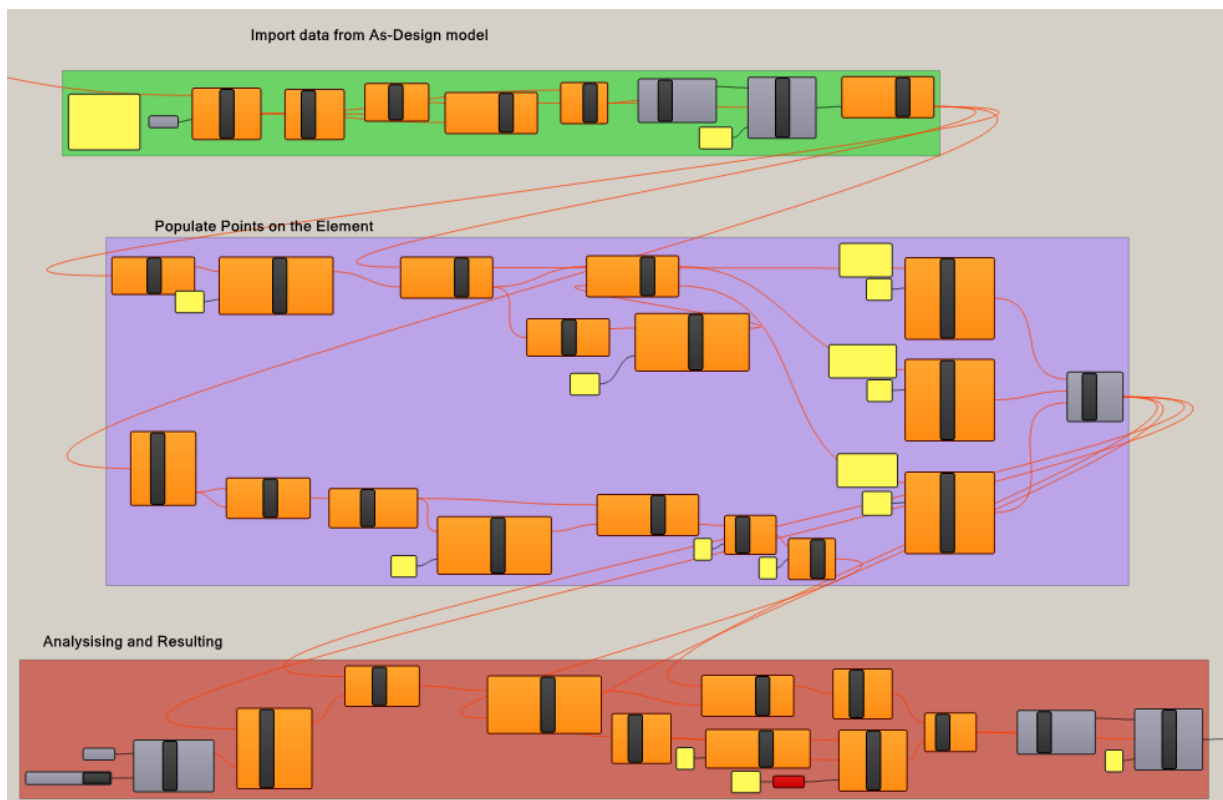 Import data from As-Design model
Populate Points on the Element
Analysising and Resulting